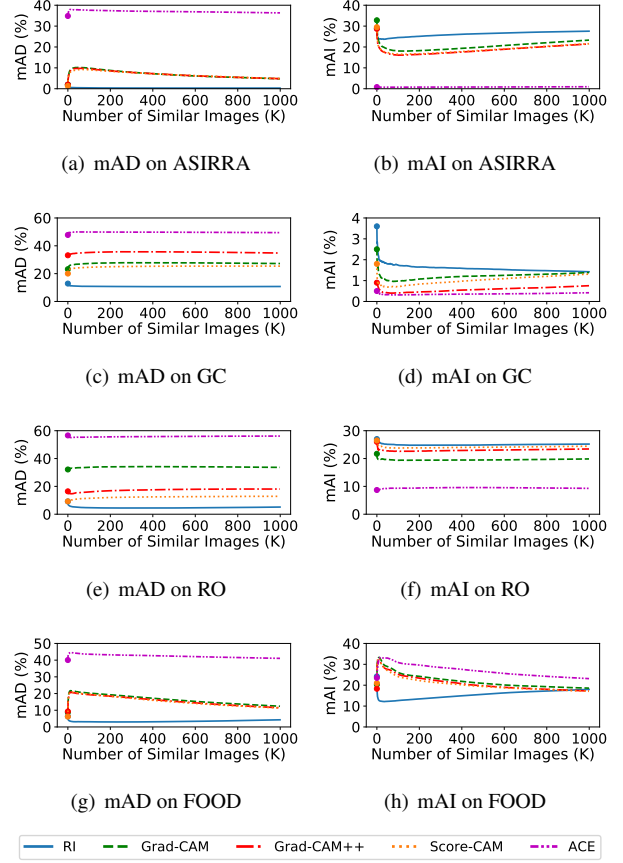 40
30
20
10
0
mAD (%)
0 200 400 600 800 1000
Number of Similar Images (K)
(a) mAD on ASIRRA
40
30
20
10
0
mAI (%)
0 200 400 600 800 1000
Number of Similar Images (K)
(b) mAI on ASIRRA
60
40
20
0
mAD (%)
0 200 400 600 800 1000
Number of Similar Images (K)
(c) mAD on GC
4
3
2
1
0
mAI (%)
0 200 400 600 800 1000
Number of Similar Images (K)
(d) mAI on GC
60
40
20
0
mAD (%)
0 200 400 600 800 1000
Number of Similar Images (K)
(e) mAD on RO
30
20
10
0
mAI (%)
0 200 400 600 800 1000
Number of Similar Images (K)
(f) mAI on RO
50
40
30
20
10
0
mAD (%)
0 200 400 600 800 1000
Number of Similar Images (K)
(g) mAD on FOOD
40
30
20
10
0
mAI (%)
0 200 400 600 800 1000
Number of Similar Images (K)
(h) mAI on FOOD
RI Grad-CAM Grad-CAM++ Score-CAM ACE